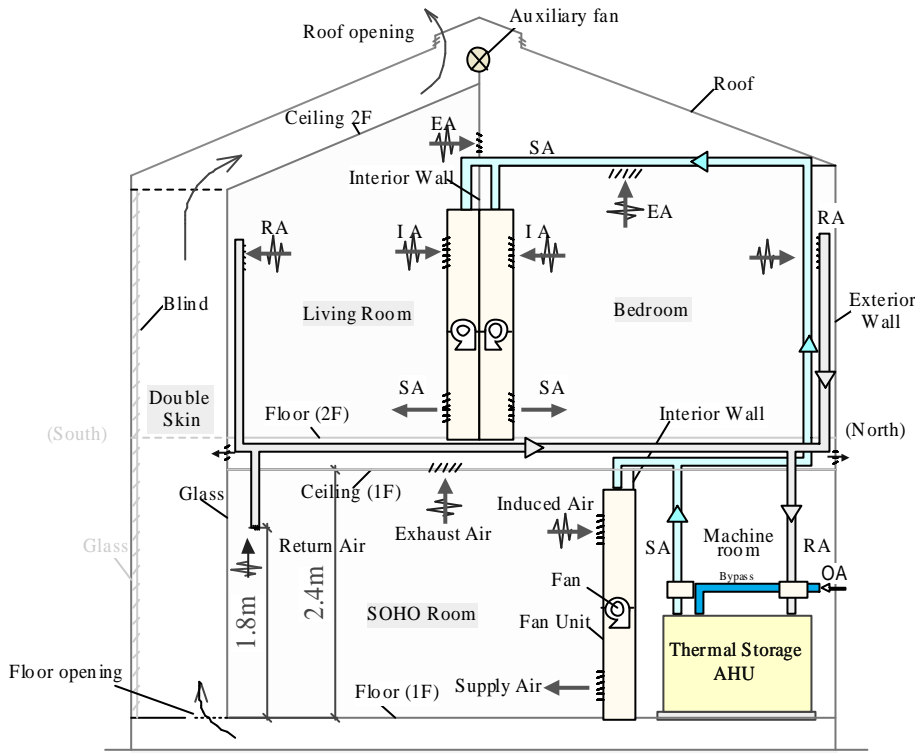 Auxiliary fan
Roof opening
Roof
Ceiling 2F
EA
SA
Interior Wall
EA
RA
RA
IA
IA
Blind
Living Room
Bedroom
Exterior
Wall
Double
Skin
SA
SA
Floor (2F)
Interior Wall
(South)
(North)
Glass
Ceiling (1F)
Induced Air
Exhaust Air
Glass
Return Air
SA
Machine
room
RA
Bypass
OA
Fan
1.8m
2.4m
SOHO Room
Fan Unit
Thermal Storage
AHU
Floor opening
Supply Air
Floor (1F)